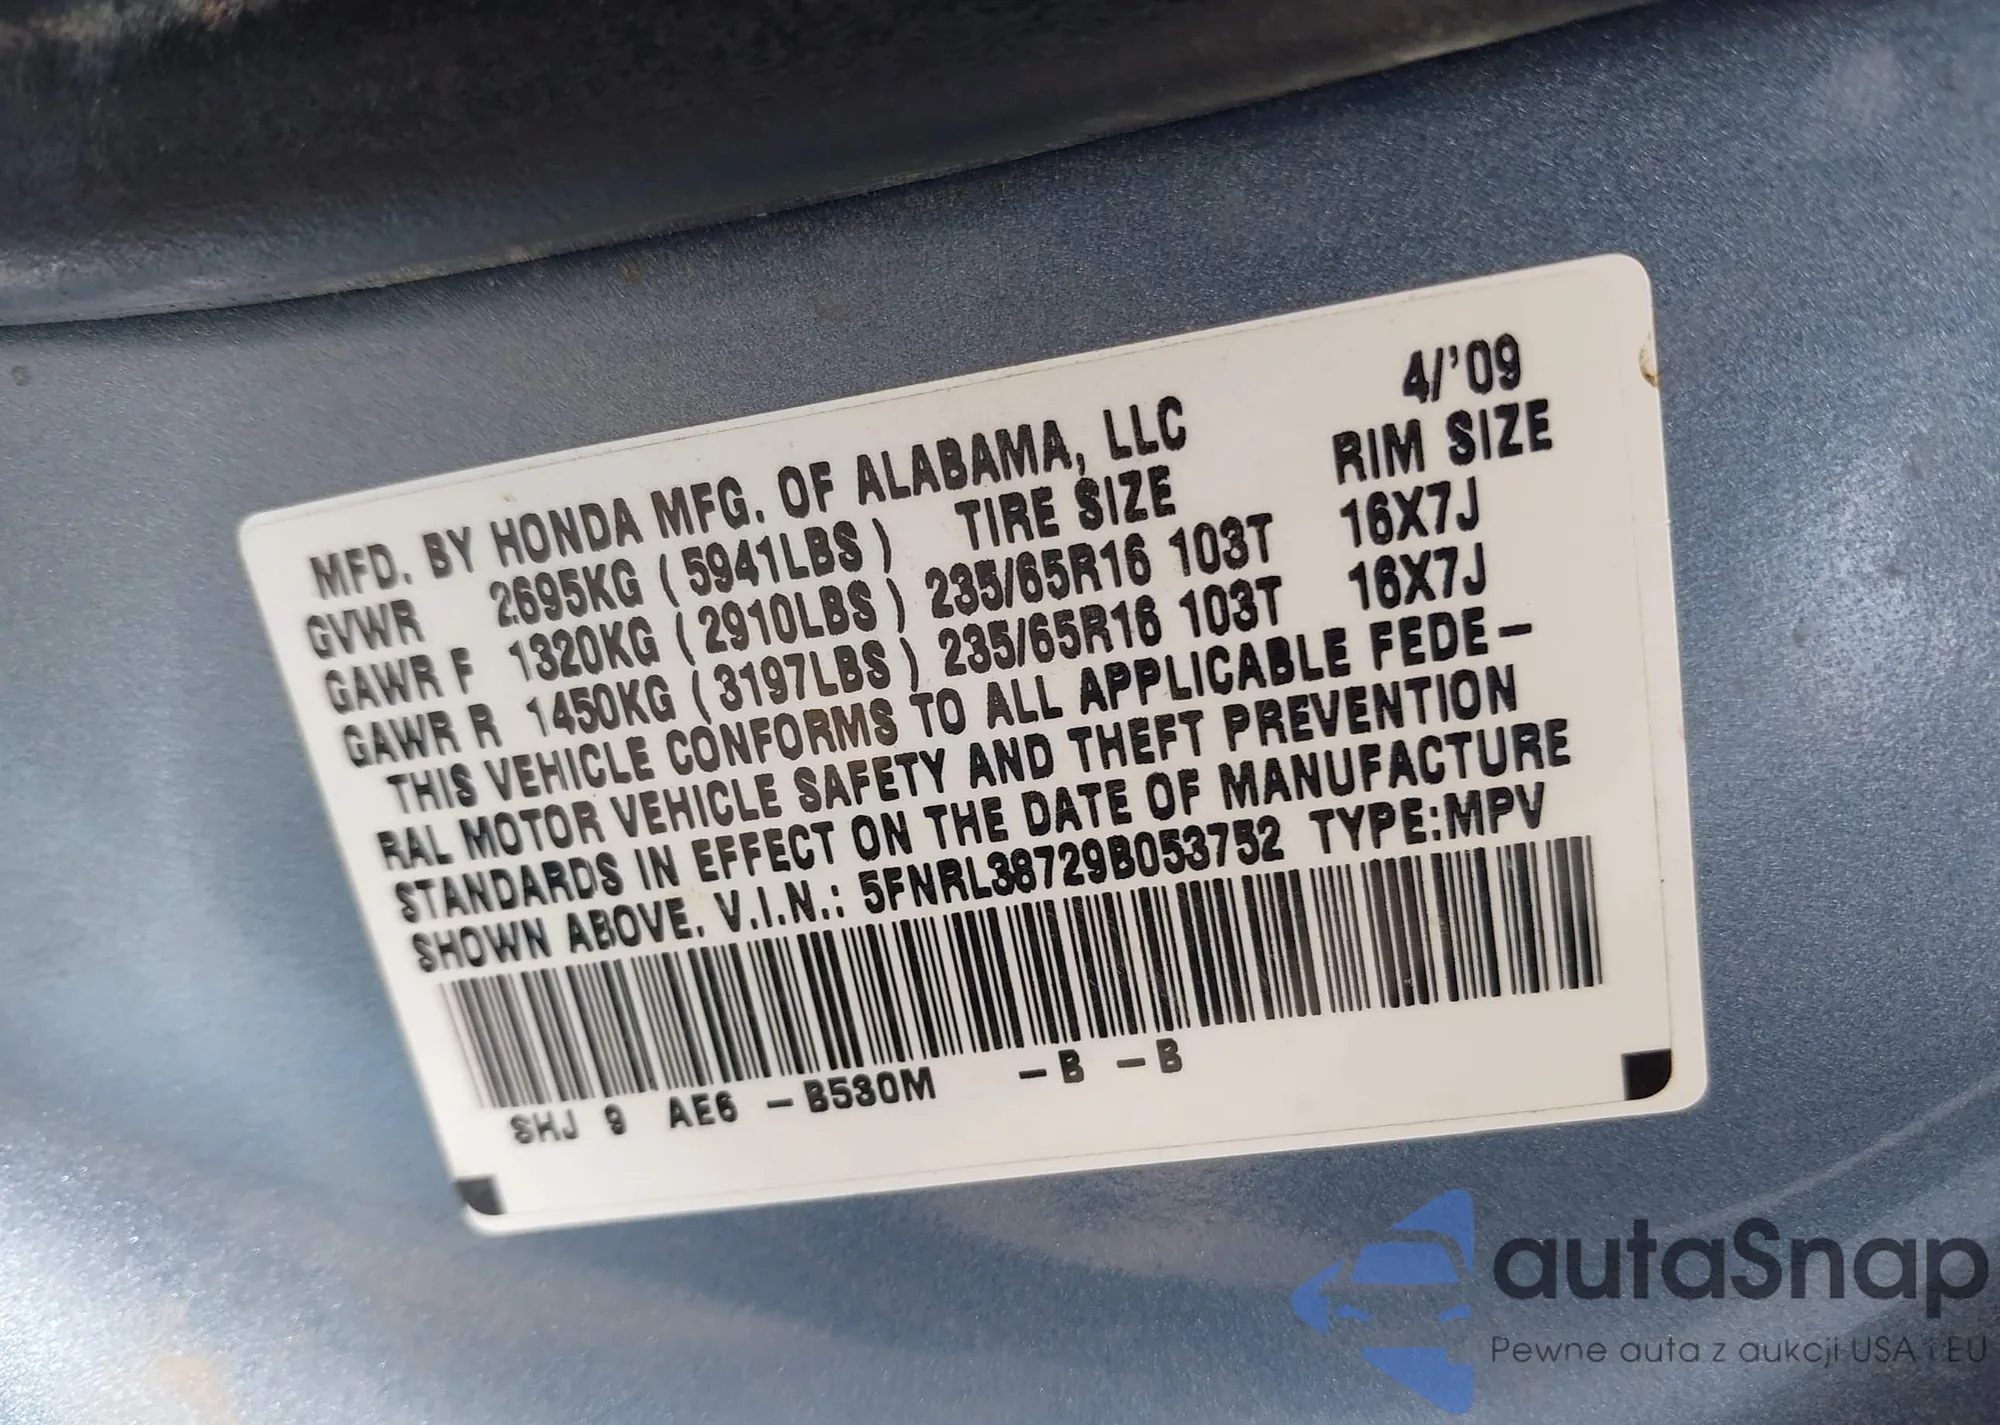 4/'09
MFD. BY HONDA MFG. OF ALABAMA, LLC
GVWR 2695KG (5941LBS) TIRE SIZE RIM SIZE
GAWR F 1320KG (2910LBS) 235/65R16 103T 16X7J
GAWR R 1450KG (3197LBS) 235/65R16 103T 16X7J
THIS VEHICLE CONFORMS TO ALL APPLICABLE FEDE-
RAL MOTOR VEHICLE SAFETY AND THEFT PREVENTION
STANDARDS IN EFFECT ON THE DATE OF MANUFACTURE
SHOWN ABOVE. V.I.N.: 5FNRL38729B053752 TYPE:MPV
SHJ 9 AE6 -B530M -B -B
autaSnap
Pewne auta z aukcji USA i EU